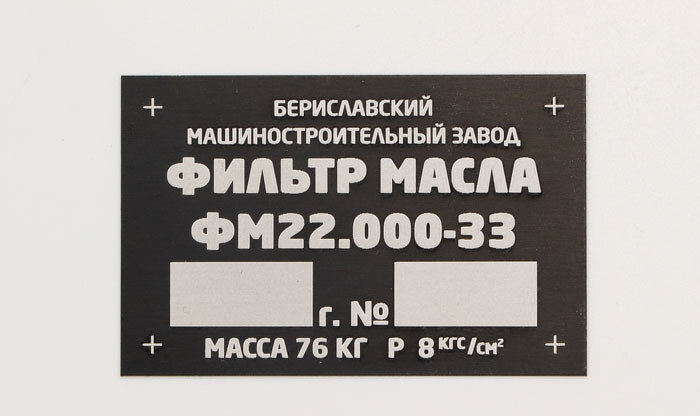 БЕРИСЛАВСКИЙ
МАШИНОСТРОИТЕЛЬНЫЙ ЗАВОД
ФИЛЬТР МАСЛА
ФМ22.000-33
г. №
МАССА 76 КГ Р 8 КГС/СМ²